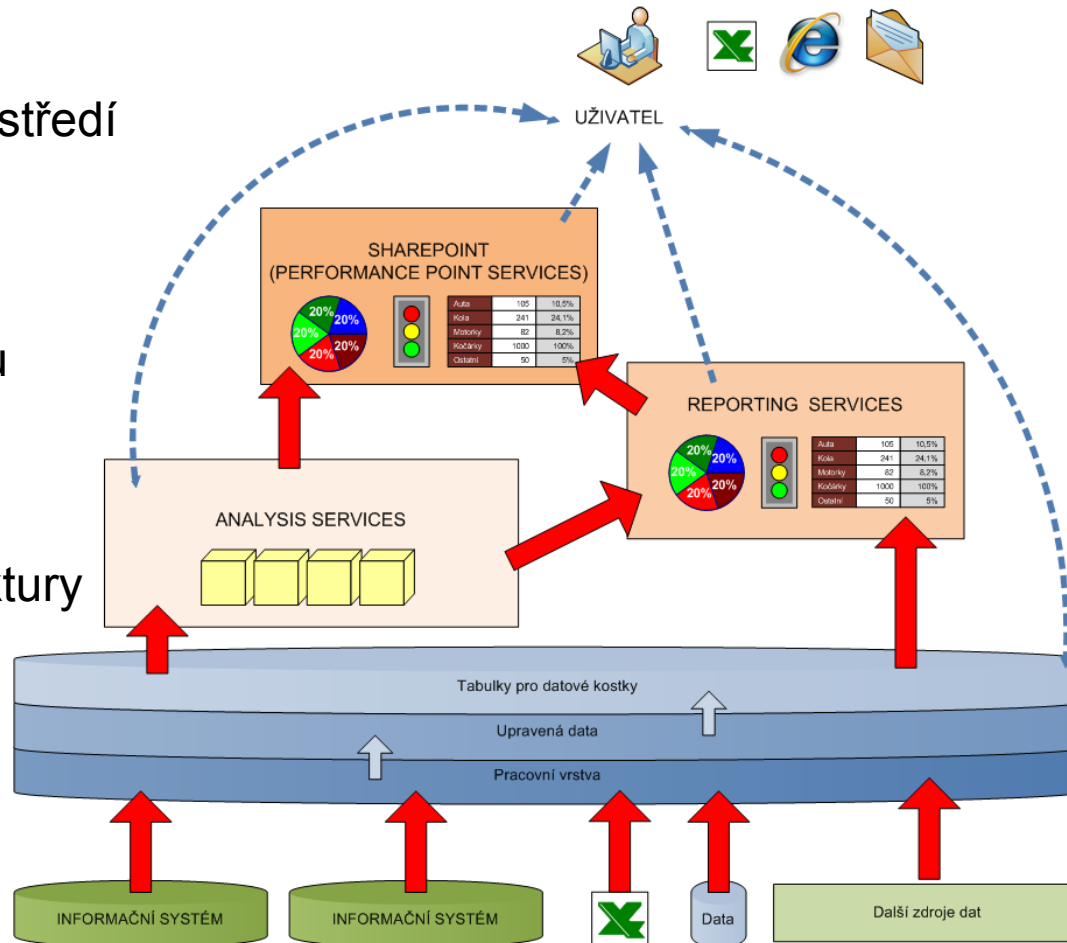 středí
UŽIVATEL
SHAREPOINT
(PERFORMANCE POINT SERVICES)
20% 20%
20% 20%
20%
Auta 105 10,5%
Kola 241 24,1%
Motorky 82 8,2%
Kočárky 1000 100%
Ostatní 50 5%
u
REPORTING SERVICES
20% 20%
20% 20%
20%
Auta 105 10,5%
Kola 241 24,1%
Motorky 82 8,2%
Kočárky 1000 100%
Ostatní 50 5%
ANALYSIS SERVICES
ktury
Tabulky pro datové kostky
Upravená data
Pracovní vrstva
INFORMAČNÍ SYSTÉM
INFORMAČNÍ SYSTÉM
Data
Další zdroje dat